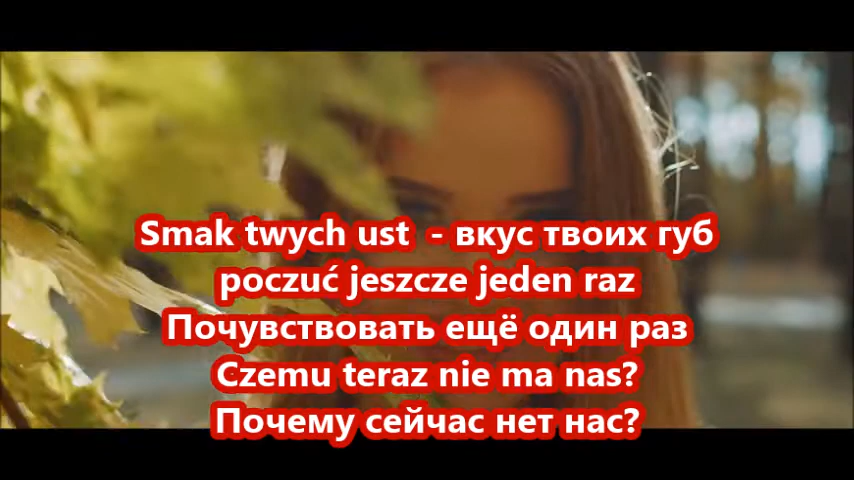 Smak twych ust - вкус твоих губ
poczuć jeszcze jeden raz
Почувствовать ещё один раз
Czemu teraz nie ma nas?
Почему сейчас нет нас?